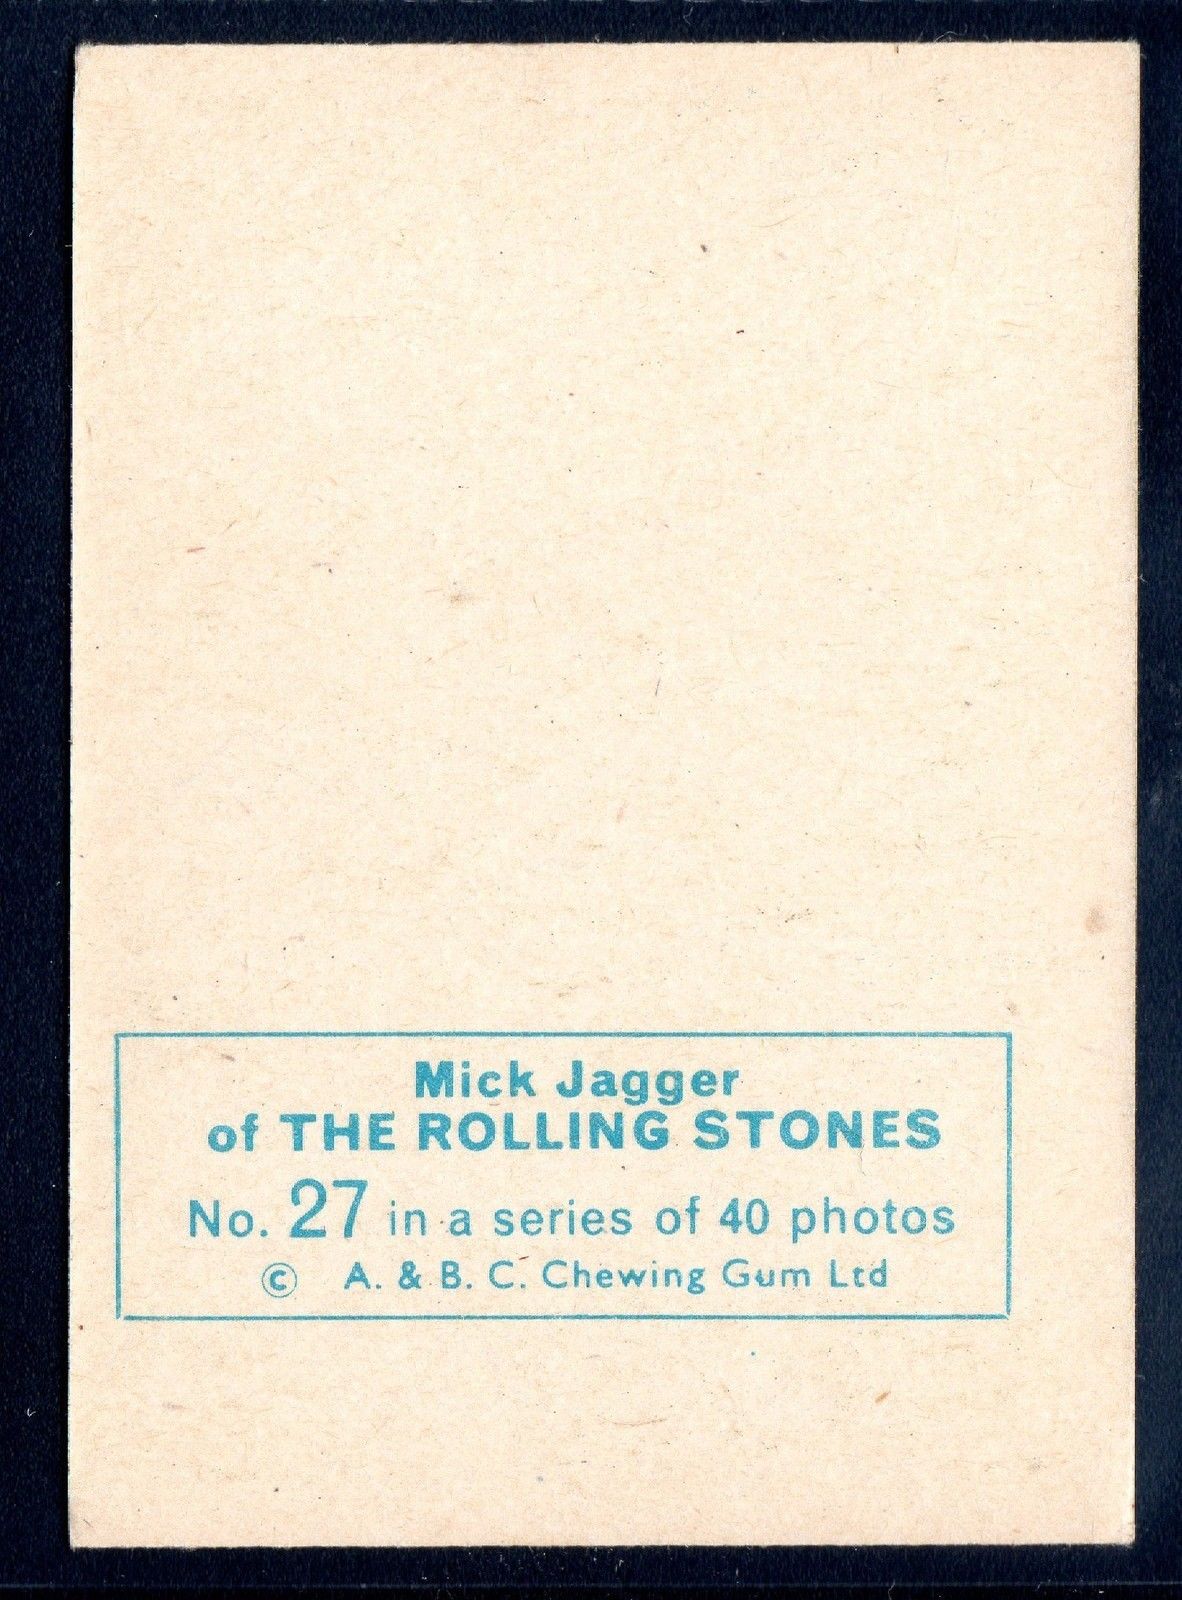 Mick Jagger
of THE ROLLING STONES
No. 27 in a series of 40 photos
© A. & B. C. Chewing Gum Ltd